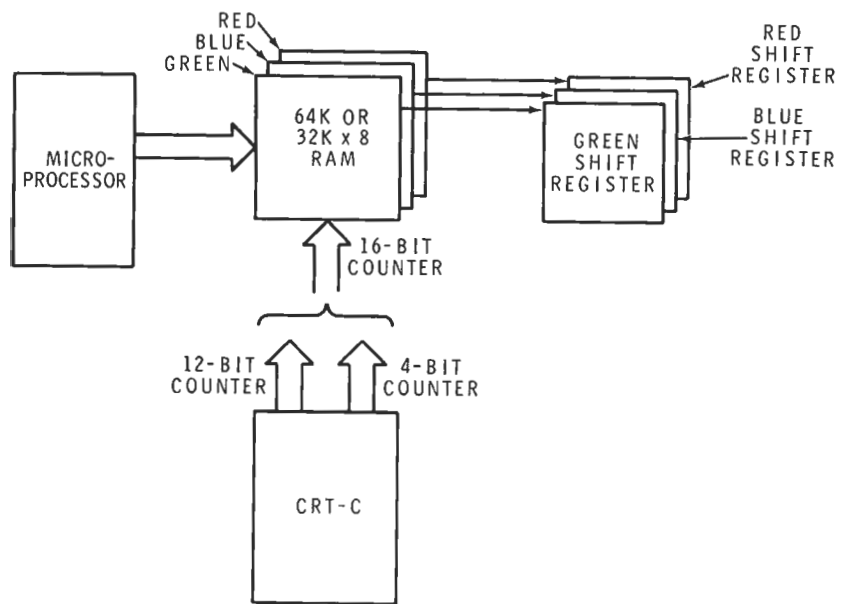 RED
BLUE
GREEN
RED
SHIFT
REGISTER
64K OR
32K x 8
RAM
MICRO-
PROCESSOR
GREEN
SHIFT
REGISTER
BLUE
SHIFT
REGISTER
16-BIT
COUNTER
12-BIT
COUNTER
4-BIT
COUNTER
CRT-C